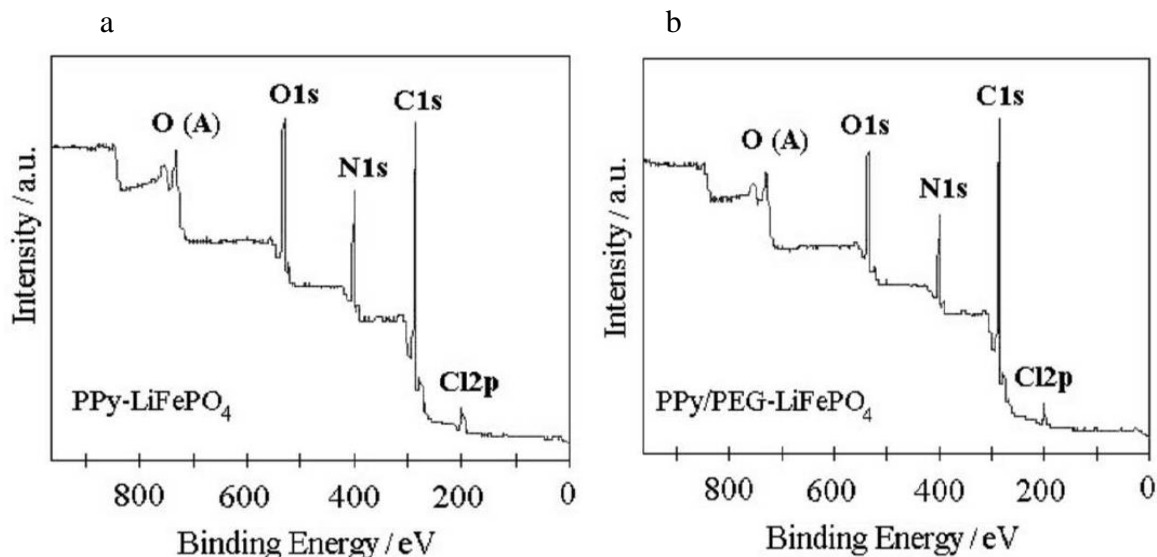 a
O (A)
O1s
N1s
C1s
Cl2p
PPy-LiFePO4
Intensity / a.u.
800 600 400 200 0
Binding Energy / eV
b
O (A)
O1s
N1s
C1s
Cl2p
PPy/PEG-LiFePO4
Intensity / a.u.
800 600 400 200 0
Binding Energy / eV